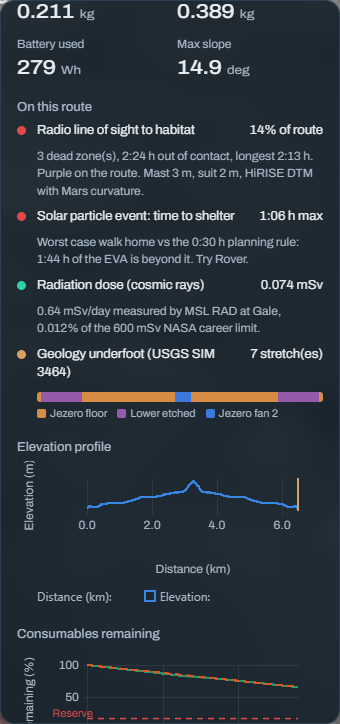 0.211 kg 0.389 kg
Battery used Max slope
279 Wh 14.9 deg
On this route
Radio line of sight to habitat 14% of route
3 dead zone(s), 2:24 h out of contact, longest 2:13 h.
Purple on the route. Mast 3 m, suit 2 m, HiRISE DTM
with Mars curvature.
Solar particle event: time to shelter 1:06 h max
Worst case walk home vs the 0:30 h planning rule:
1:44 h of the EVA is beyond it. Try Rover.
Radiation dose (cosmic rays) 0.074 mSv
0.64 mSv/day measured by MSL RAD at Gale,
0.012% of the 600 mSv NASA career limit.
Geology underfoot (USGS SIM 7 stretch(es)
3464)
Jezero floor Lower etched Jezero fan 2
Elevation profile
Elevation (m)
0.0 2.0 4.0 6.0
Distance (km)
Distance (km): Elevation:
Consumables remaining
maining (%)
100
50
Reserve